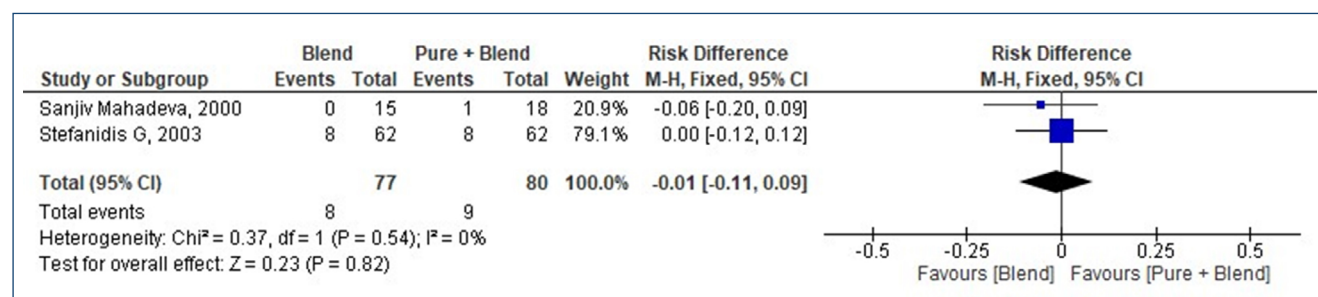 Blend Pure + Blend Risk Difference Risk Difference
Study or Subgroup Events Total Events Total Weight M-H, Fixed, 95% CI M-H, Fixed, 95% CI
Sanjiv Mahadeva, 2000 0 15 1 18 20.9% -0.06 [-0.20, 0.09]
Stefanidis G, 2003 8 62 8 62 79.1% 0.00 [-0.12, 0.12]
Total (95% CI) 77 80 100.0% -0.01 [-0.11, 0.09]
Total events 8 9
Heterogeneity: Chi² = 0.37, df = 1 (P = 0.54); I² = 0%
Test for overall effect: Z = 0.23 (P = 0.82)
-0.5 -0.25 0 0.25 0.5
Favours [Blend] Favours [Pure + Blend]